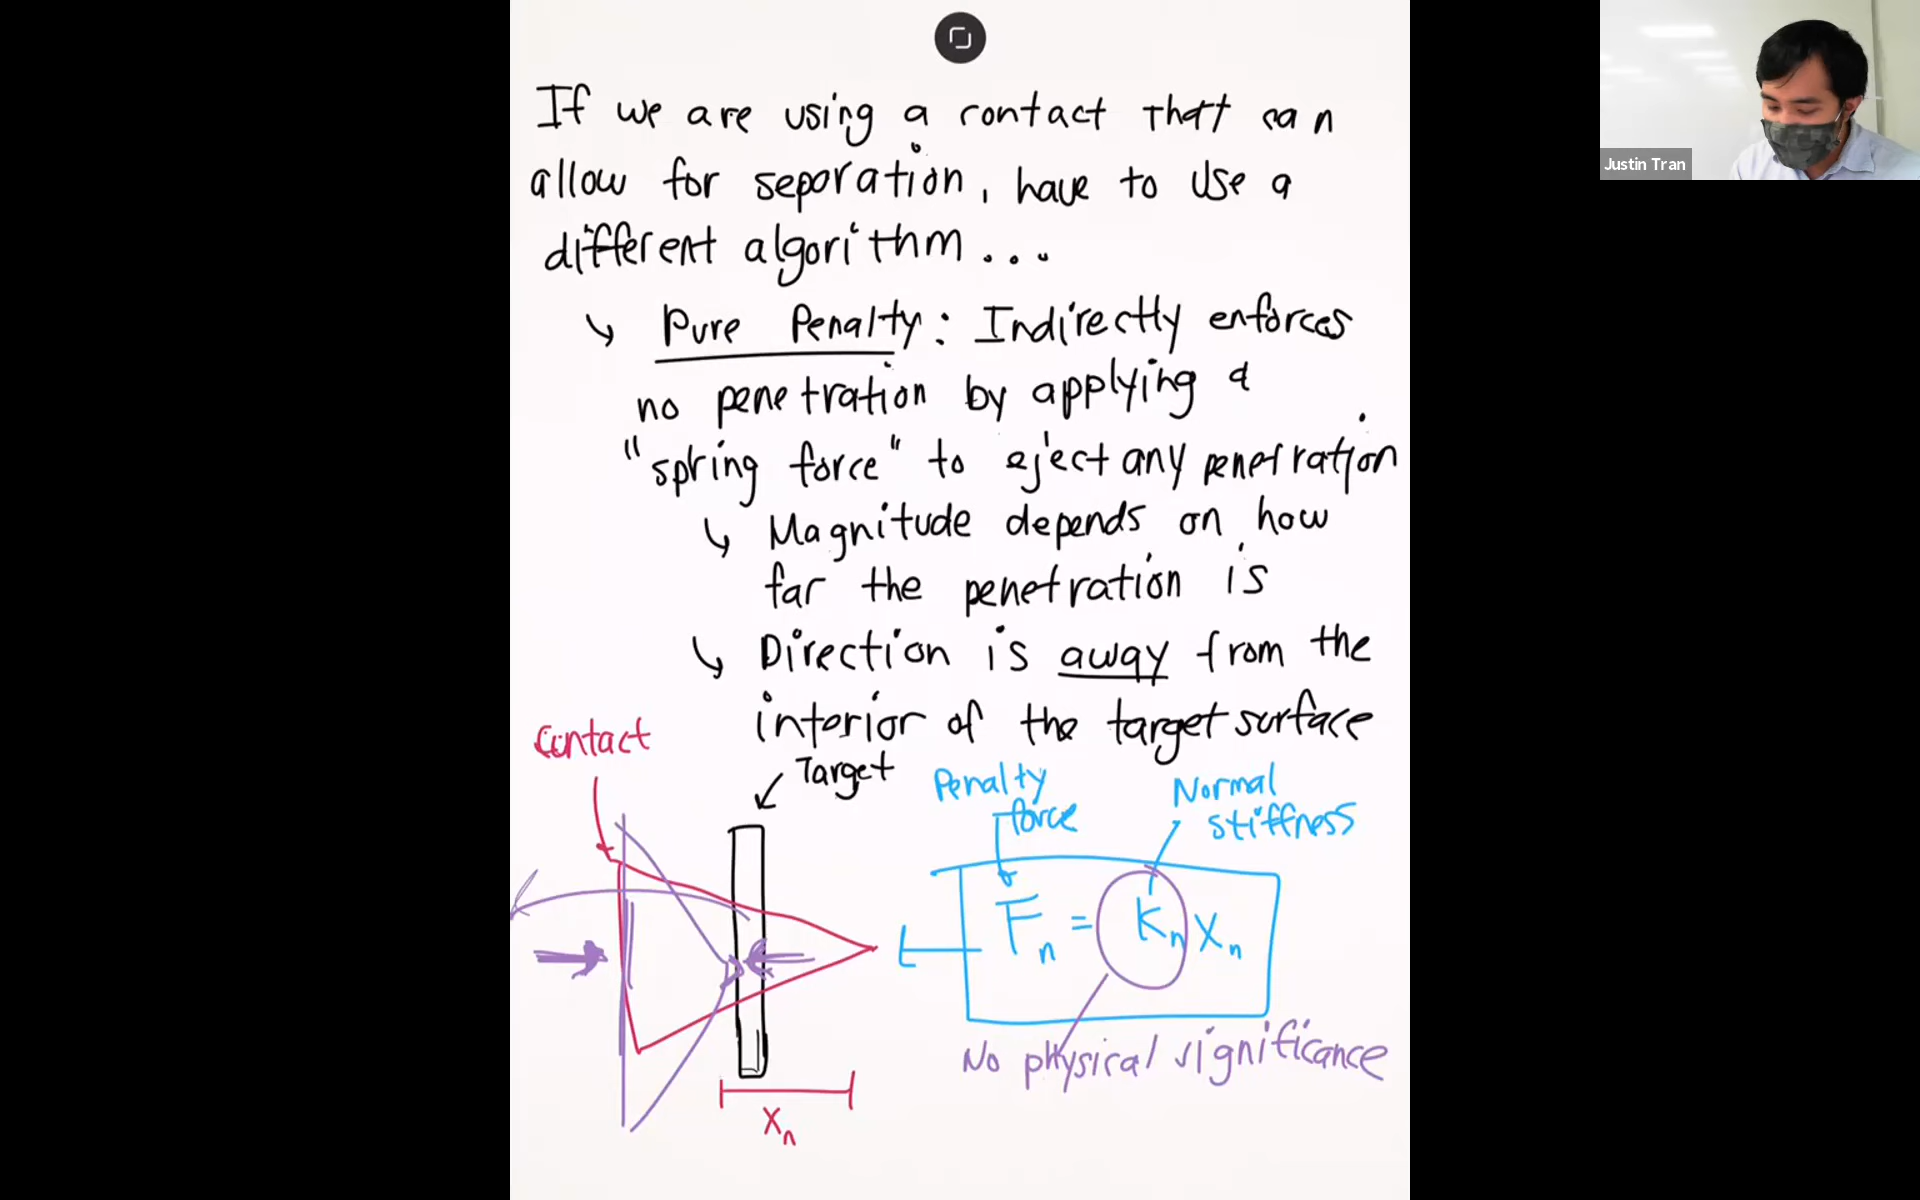 If we are using a contact that can
allow for separation, have to use a
different algorithm...
↳ Pure Penalty: Indirectly enforces
no penetration by applying a
"spring force" to eject any penetration
↳ Magnitude depends on how
far the penetration is
↳ Direction is away from the
interior of the target surface
Contact
Target
Penalty
force
Normal
stiffness
Fn = Kn Xn
No physical significance
Xn
Justin Tran